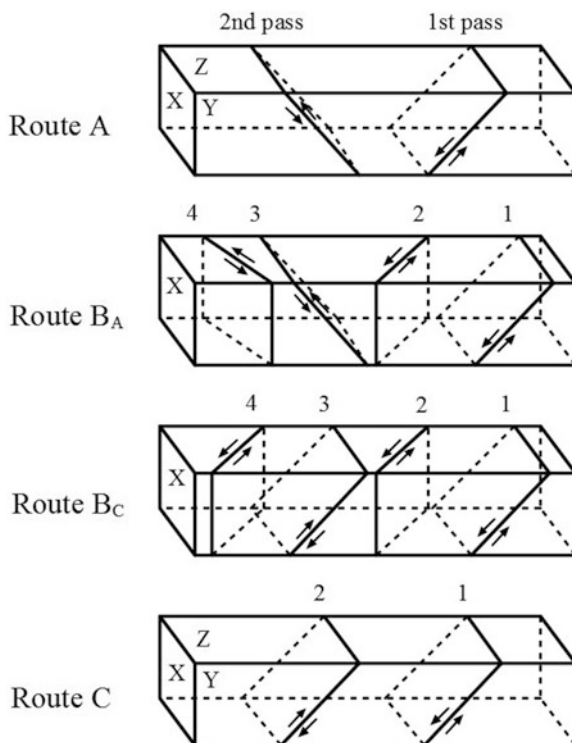 2nd pass 1st pass
Z
X Y
Route A
4 3 2 1
X
Route BA
4 3 2 1
X
Route BC
2 1
Z
X Y
Route C